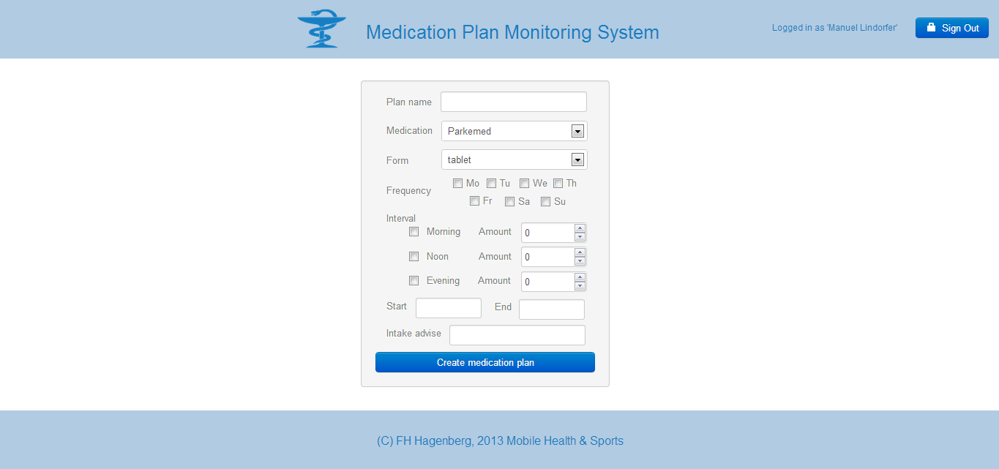 Medication Plan Monitoring System
Logged in as 'Manuel Lindorfer'
Sign Out
Plan name
Medication Parkemed
Form tablet
Frequency
Mo Tu We Th
Fr Sa Su
Interval
Morning Amount 0
Noon Amount 0
Evening Amount 0
Start End
Intake advise
Create medication plan
(C) FH Hagenberg, 2013 Mobile Health & Sports